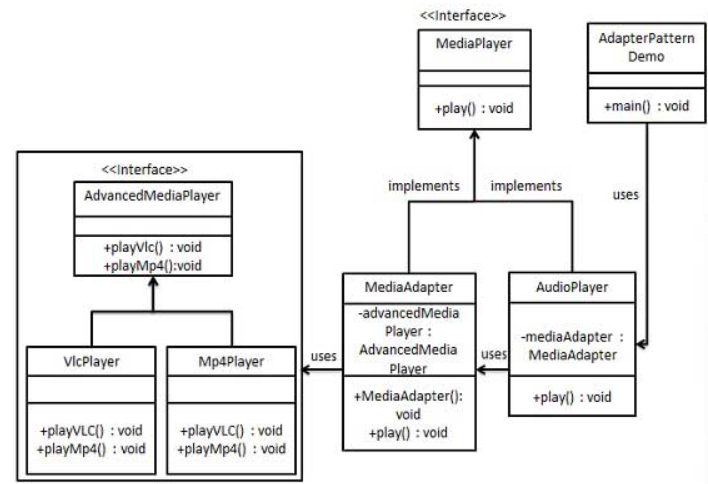 <<Interface>>
MediaPlayer
+play() : void
AdapterPattern
Demo
+main() : void
<<Interface>>
AdvancedMediaPlayer
+playVlc() : void
+playMp4():void
implements
implements
uses
MediaAdapter
-advancedMedia
Player :
AdvancedMedia
Player
+MediaAdapter():
void
+play() : void
AudioPlayer
-mediaAdapter :
MediaAdapter
+play() : void
VlcPlayer
+playVLC() : void
+playMp4() : void
Mp4Player
+playVLC() : void
+playMp4() : void
uses
uses